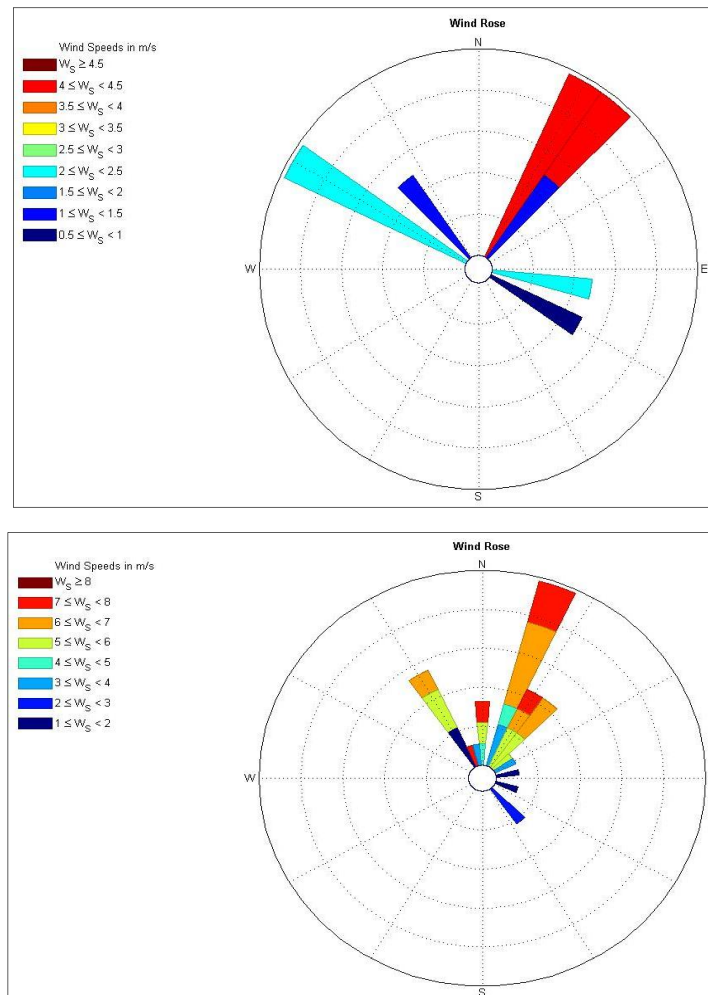 Wind Rose
N
Wind Speeds in m/s
W_S ≥ 4.5
4 ≤ W_S < 4.5
3.5 ≤ W_S < 4
3 ≤ W_S < 3.5
2.5 ≤ W_S < 3
2 ≤ W_S < 2.5
1.5 ≤ W_S < 2
1 ≤ W_S < 1.5
0.5 ≤ W_S < 1
W
E
S
Wind Rose
N
Wind Speeds in m/s
W_S ≥ 8
7 ≤ W_S < 8
6 ≤ W_S < 7
5 ≤ W_S < 6
4 ≤ W_S < 5
3 ≤ W_S < 4
2 ≤ W_S < 3
1 ≤ W_S < 2
W
S